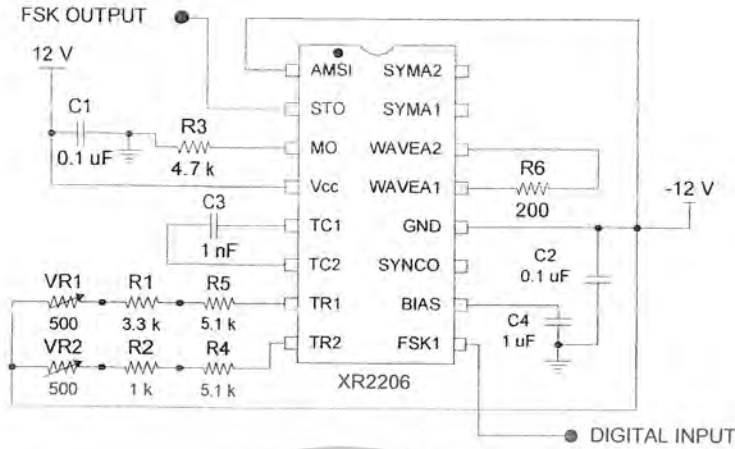 FSK OUTPUT
12 V
C1
0.1 uF
R3
4.7 k
C3
1 nF
VR1
500
R1
3.3 k
R5
5.1 k
VR2
500
R2
1 k
R4
5.1 k
AMSI
STO
MO
Vcc
TC1
TC2
TR1
TR2
SYMA2
SYMA1
WAVEA2
WAVEA1
GND
SYNCO
BIAS
FSK1
XR2206
R6
200
-12 V
C2
0.1 uF
C4
1 uF
DIGITAL INPUT